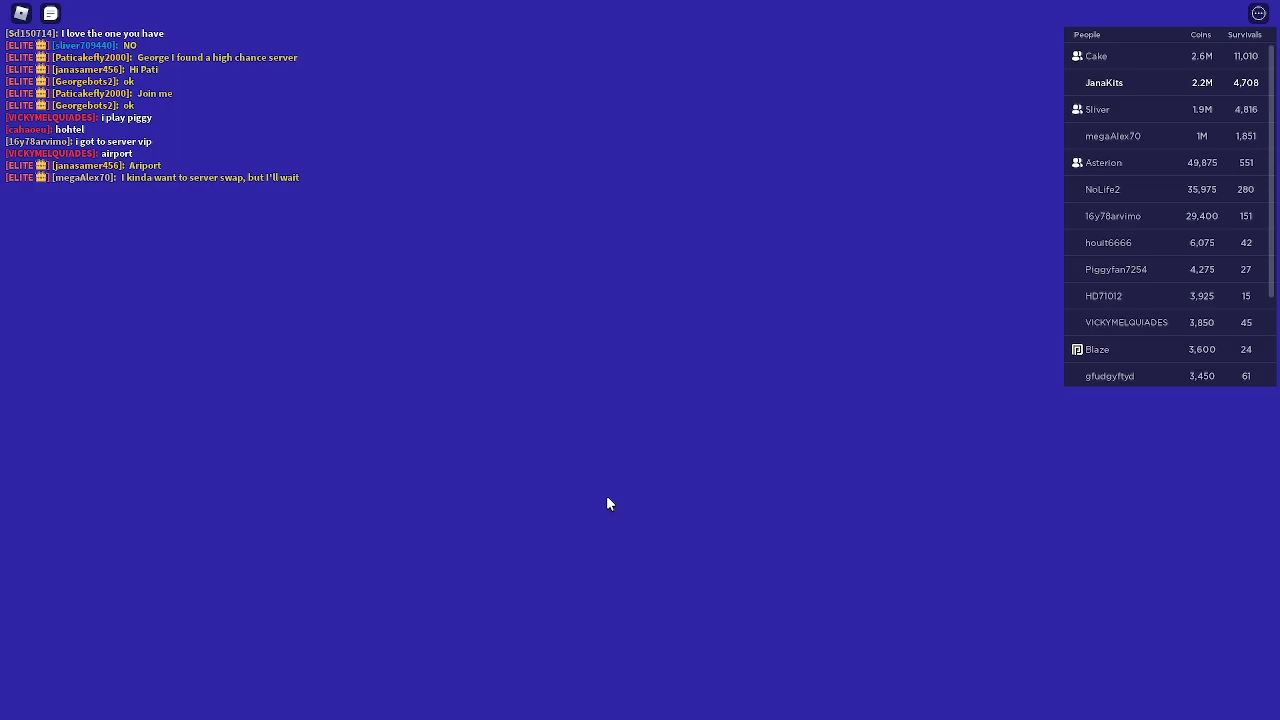 [Sd150714]: I love the one you have
[ELITE 💼] [sliver709440]: NO
[ELITE 💼] [Paticakefly2000]: George I found a high chance server
[ELITE 💼] [janasamer456]: Hi Pati
[ELITE 💼] [Georgebots2]: ok
[ELITE 💼] [Paticakefly2000]: Join me
[ELITE 💼] [Georgebots2]: ok
[VICKYMELQUIADES]: i play piggy
[cahaoeu]: hohtel
[16y78arvimo]: i got to server vip
[VICKYMELQUIADES]: airport
[ELITE 💼] [janasamer456]: Ariport
[ELITE 💼] [megaAlex70]: I kinda want to server swap, but I'll wait
People Coins Survivals
Cake 2.6M 11,010
JanaKits 2.2M 4,708
Sliver 1.9M 4,816
megaAlex70 1M 1,851
Asterion 49,875 551
NoLife2 35,975 280
16y78arvimo 29,400 151
houit6666 6,075 42
Piggyfan7254 4,275 27
HD71012 3,925 15
VICKYMELQUIADES 3,850 45
Blaze 3,600 24
gfudgyftyd 3,450 61